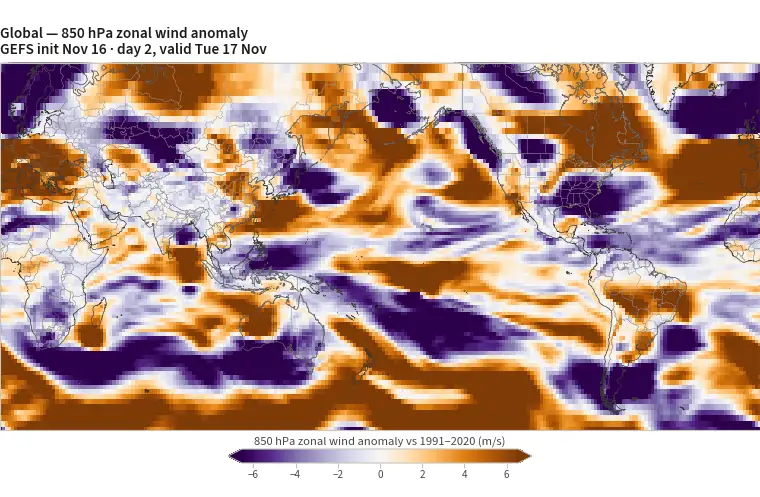 Global — 850 hPa zonal wind anomaly
GEFS init Nov 16 · day 2, valid Tue 17 Nov
850 hPa zonal wind anomaly vs 1991–2020 (m/s)
−6 −4 −2 0 2 4 6